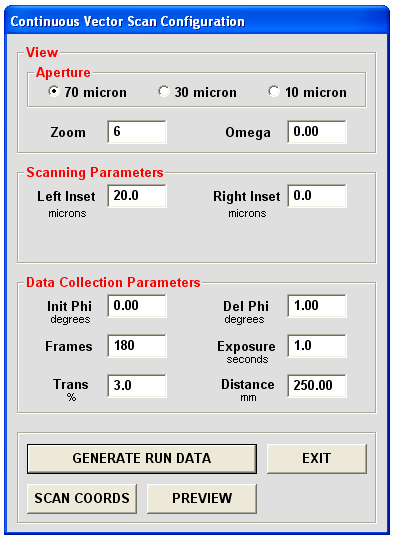 Continuous Vector Scan Configuration
View
Aperture
70 micron 30 micron 10 micron
Zoom 6 Omega 0.00
Scanning Parameters
Left Inset 20.0 Right Inset 0.0
microns microns
Data Collection Parameters
Init Phi 0.00 Del Phi 1.00
degrees degrees
Frames 180 Exposure 1.0
seconds
Trans 3.0 Distance 250.00
% mm
GENERATE RUN DATA EXIT
SCAN COORDS PREVIEW